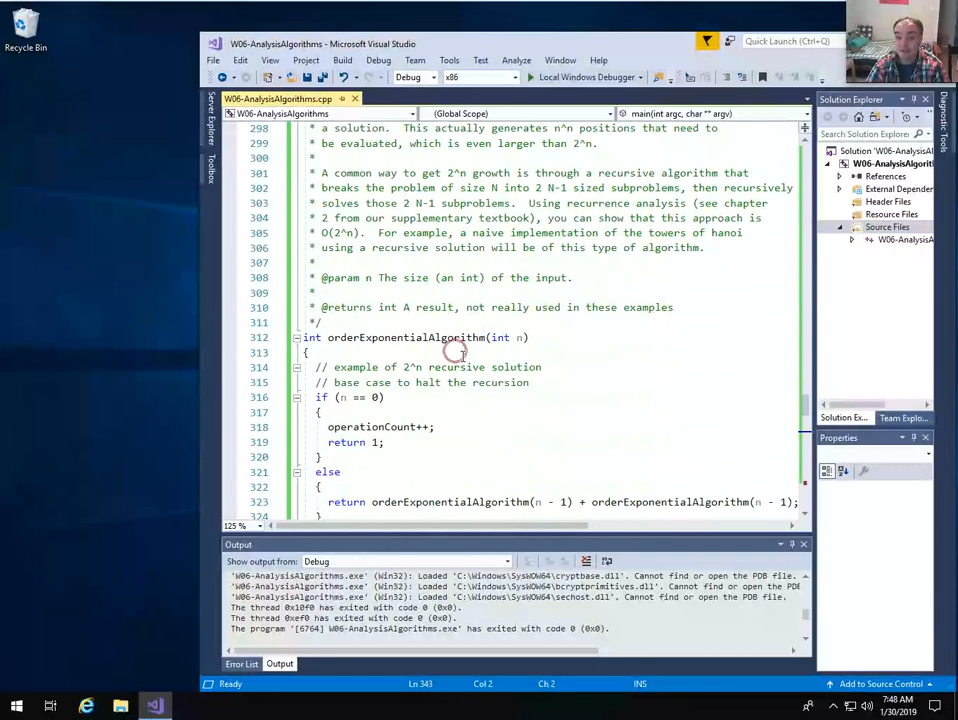 Recycle Bin
W06-AnalysisAlgorithms - Microsoft Visual Studio
Quick Launch (Ctrl+Q)
File Edit View Project Build Debug Team Tools Test Analyze Window Help
Debug x86 Local Windows Debugger
Server Explorer
Toolbox
W06-AnalysisAlgorithms.cpp
W06-AnalysisAlgorithms (Global Scope) main(int argc, char ** argv)
298 * a solution. This actually generates n^n positions that need to
299 * be evaluated, which is even larger than 2^n.
300 *
301 * A common way to get 2^n growth is through a recursive algorithm that
302 * breaks the problem of size N into 2 N-1 sized subproblems, then recursively
303 * solves those 2 N-1 subproblems. Using recurrence analysis (see chapter
304 * 2 from our supplementary textbook), you can show that this approach is
305 * O(2^n). For example, a naive implementation of the towers of hanoi
306 * using a recursive solution will be of this type of algorithm.
307 *
308 * @param n The size (an int) of the input.
309 *
310 * @returns int A result, not really used in these examples
311 */
312 int orderExponentialAlgorithm(int n)
313 {
314 // example of 2^n recursive solution
315 // base case to halt the recursion
316 if (n == 0)
317 {
318 operationCount++;
319 return 1;
320 }
321 else
322 {
323 return orderExponentialAlgorithm(n - 1) + orderExponentialAlgorithm(n - 1);
324 }
125 %
Output
Show output from: Debug
'W06-AnalysisAlgorithms.exe' (Win32): Loaded 'C:\Windows\SysWOW64\cryptbase.dll'. Cannot find or open the PDB file.
'W06-AnalysisAlgorithms.exe' (Win32): Loaded 'C:\Windows\SysWOW64\bcryptprimitives.dll'. Cannot find or open the PDB
'W06-AnalysisAlgorithms.exe' (Win32): Loaded 'C:\Windows\SysWOW64\sechost.dll'. Cannot find or open the PDB file.
The thread 0x10f0 has exited with code 0 (0x0).
The thread 0xef0 has exited with code 0 (0x0).
The program '[6764] W06-AnalysisAlgorithms.exe' has exited with code 0 (0x0).
Error List Output
Solution Explorer
Search Solution Explorer
Solution 'W06-AnalysisAl
W06-AnalysisAlgorith
References
External Dependen
Header Files
Resource Files
Source Files
W06-AnalysisA
Solution Ex... Team Explo...
Properties
Diagnostic Tools
Ready Ln 343 Col 2 Ch 2 INS Add to Source Control
7:48 AM
1/30/2019